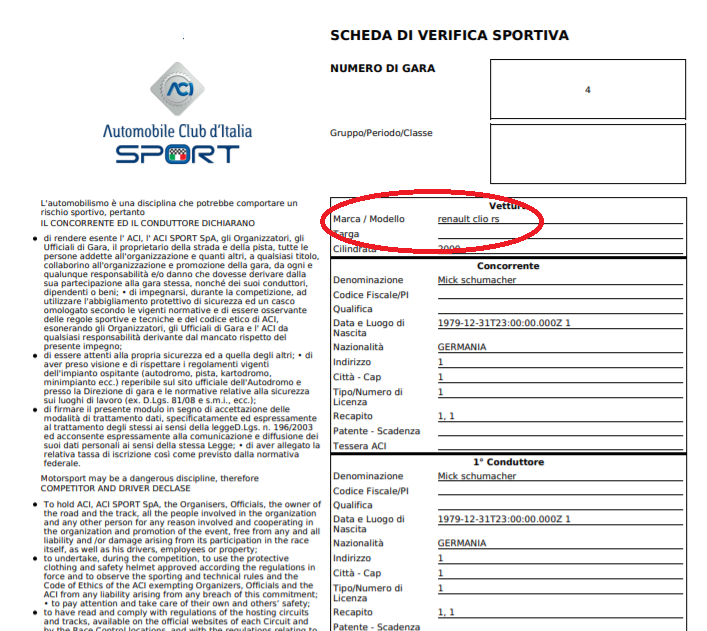 SCHEDA DI VERIFICA SPORTIVA
NUMERO DI GARA
4
Gruppo/Periodo/Classe
ACI
Automobile Club d'Italia
SPORT
L'automobilismo è una disciplina che potrebbe comportare un
rischio sportivo, pertanto
IL CONCORRENTE ED IL CONDUTTORE DICHIARANO
● di rendere esente l' ACI, l' ACI SPORT SpA, gli Organizzatori, gli
Ufficiali di Gara, il proprietario della strada e della pista, tutte le
persone addette all'organizzazione e quanti altri, a qualsiasi titolo,
collaborino all'organizzazione e promozione della gara, da ogni e
qualunque responsabilità e/o danno che dovesse derivare dalla
sua partecipazione alla gara stessa, nonché dei suoi conduttori,
dipendenti o beni; • di impegnarsi, durante la competizione, ad
utilizzare l'abbigliamento protettivo di sicurezza ed un casco
omologato secondo le vigenti normative e di essere osservante
delle regole sportive e tecniche e del codice etico di ACI,
esonerando gli Organizzatori, gli Ufficiali di Gara e l' ACI da
qualsiasi responsabilità derivante dal mancato rispetto del
presente impegno;
● di essere attenti alla propria sicurezza ed a quella degli altri; • di
aver preso visione e di rispettare i regolamenti vigenti
dell'impianto ospitante (autodromo, pista, kartodromo,
minimpianto ecc.) reperibile sul sito ufficiale dell'Autodromo e
presso la Direzione di gara e le normative relative alla sicurezza
sui luoghi di lavoro (ex. D.Lgs. 81/08 e s.m.i., ecc.);
● di firmare il presente modulo in segno di accettazione delle
modalità di trattamento dati, specificatamente ed espressamente
al trattamento degli stessi ai sensi della leggeD.Lgs. n. 196/2003
ed acconsente espressamente alla comunicazione e diffusione dei
suoi dati personali ai sensi della stessa Legge; • di aver allegato la
relativa tassa di iscrizione così come previsto dalla normativa
federale.
Motorsport may be a dangerous discipline, therefore
COMPETITOR AND DRIVER DECLASE
● To hold ACI, ACI SPORT SpA, the Organisers, Officials, the owner of
the road and the track, all the people involved in the organization
and any other person for any reason involved and cooperating in
the organization and promotion of the event, free from any and all
liability and /or damage arising from its participation in the race
itself, as well as his drivers, employees or property;
● to undertake, during the competition, to use the protective
clothing and safety helmet approved according the regulations in
force and to observe the sporting and technical rules and the
Code of Ethics of the ACI exempting Organizers, Officials and the
ACI from any liability arising from any breach of this commitment;
• to pay attention and take care of their own and others' safety;
● to have read and comply with regulations of the hosting circuits
and tracks, available on the official websites of each Circuit and
by the Race Control locations, and with the regulations relating to
Vettura
Marca / Modello renault clio rs
Targa
Cilindrata 2000
Concorrente
Denominazione Mick schumacher
Codice Fiscale/PI
Qualifica
Data e Luogo di
Nascita 1979-12-31T23:00:00.000Z 1
Nazionalità GERMANIA
Indirizzo 1
Città - Cap 1
Tipo/Numero di
Licenza 1
Recapito 1, 1
Patente - Scadenza
Tessera ACI
1° Conduttore
Denominazione Mick schumacher
Codice Fiscale/PI
Qualifica
Data e Luogo di
Nascita 1979-12-31T23:00:00.000Z 1
Nazionalità GERMANIA
Indirizzo 1
Città - Cap 1
Tipo/Numero di
Licenza 1
Recapito 1, 1
Patente - Scadenza